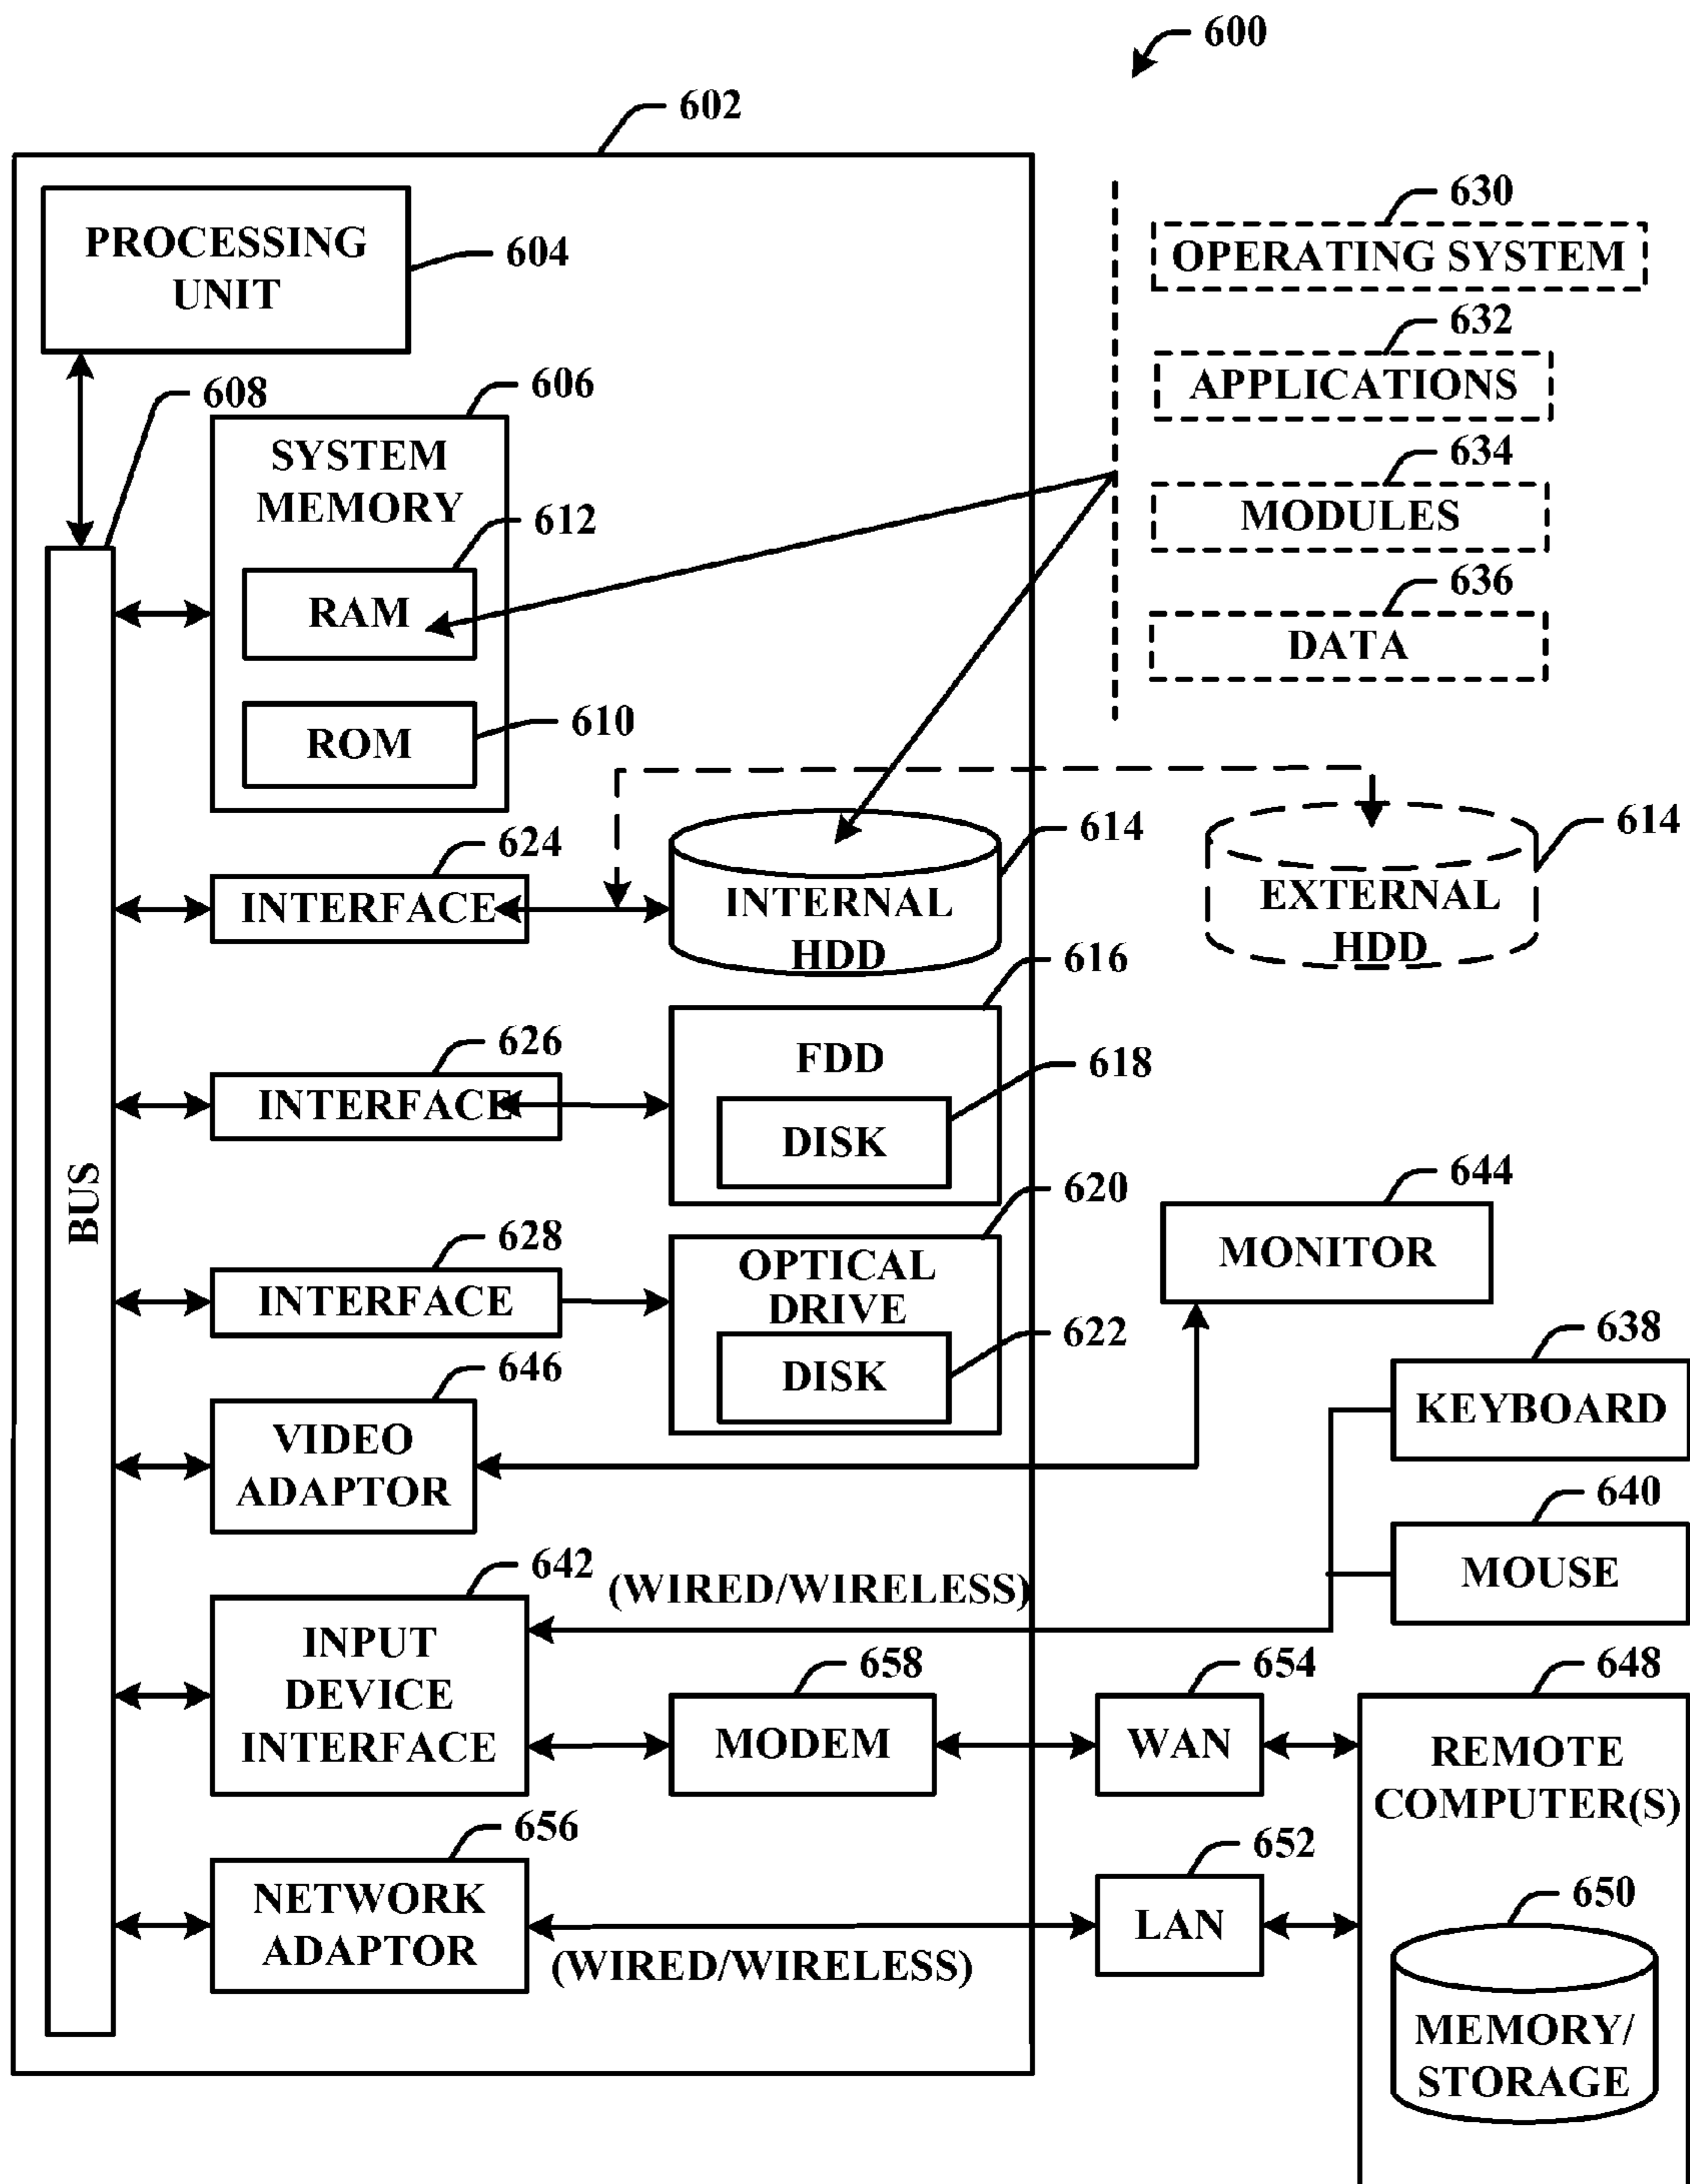 600
602
PROCESSING
UNIT
604
630
OPERATING SYSTEM
632
APPLICATIONS
634
MODULES
636
DATA
608
606
SYSTEM
MEMORY
612
RAM
610
ROM
BUS
624
INTERFACE
614
INTERNAL
HDD
614
EXTERNAL
HDD
626
INTERFACE
616
FDD
618
DISK
628
INTERFACE
620
OPTICAL
DRIVE
622
DISK
644
MONITOR
646
VIDEO
ADAPTOR
638
KEYBOARD
640
MOUSE
642
(WIRED/WIRELESS)
INPUT
DEVICE
INTERFACE
658
MODEM
654
WAN
648
REMOTE
COMPUTER(S)
656
NETWORK
ADAPTOR
(WIRED/WIRELESS)
652
LAN
650
MEMORY/
STORAGE